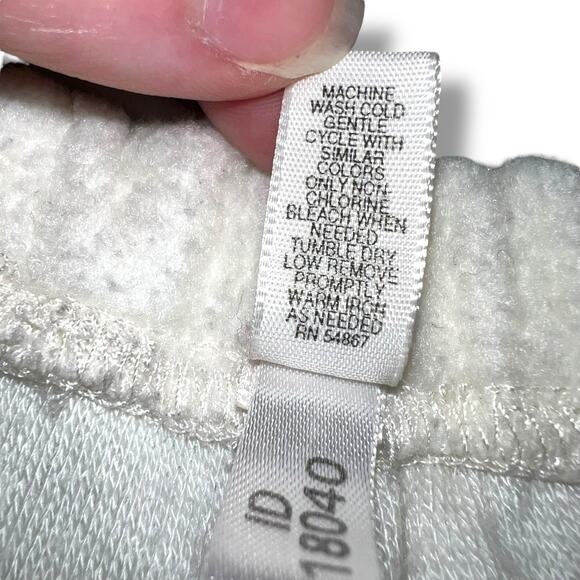 MACHINE
WASH COLD
GENTLE
CYCLE WITH
SIMILAR
COLORS
ONLY NON-
CHLORINE
BLEACH WHEN
NEEDED
TUMBLE DRY
LOW REMOVE
PROMPTLY
WARM IRON
AS NEEDED
RN 54867
ID
18040